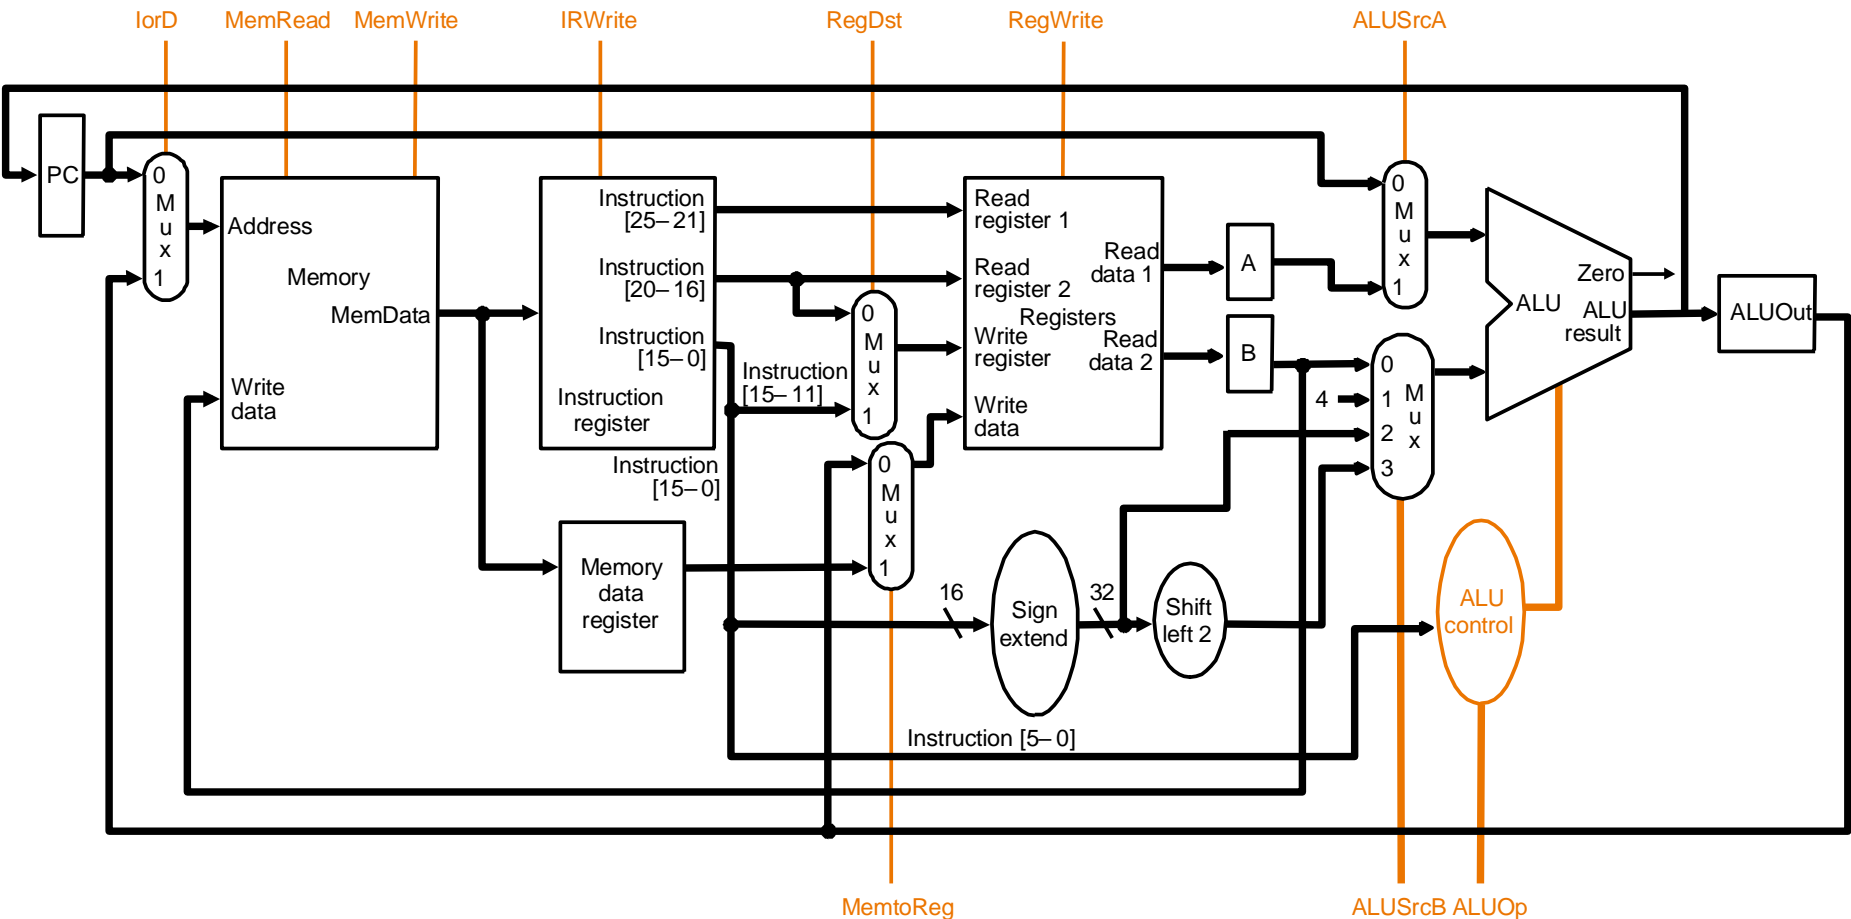 IorD
MemRead
MemWrite
IRWrite
RegDst
RegWrite
ALUSrcA
PC
0
M
u
x
1
Address
Memory
MemData
Write
data
Instruction
[25–21]
Instruction
[20–16]
Instruction
[15–0]
Instruction
register
Instruction
[15–11]
Instruction
[15–0]
Memory
data
register
0
M
u
x
1
0
M
u
x
1
Read
register 1
Read
register 2
Registers
Write
register
Write
data
Read
data 1
Read
data 2
16
Sign
extend
32
Shift
left 2
Instruction [5–0]
A
B
4
0
M
u
x
1
0
1
2
3
M
u
x
Zero
ALU
ALU
result
ALUOut
ALU
control
MemtoReg
ALUSrcB
ALUOp